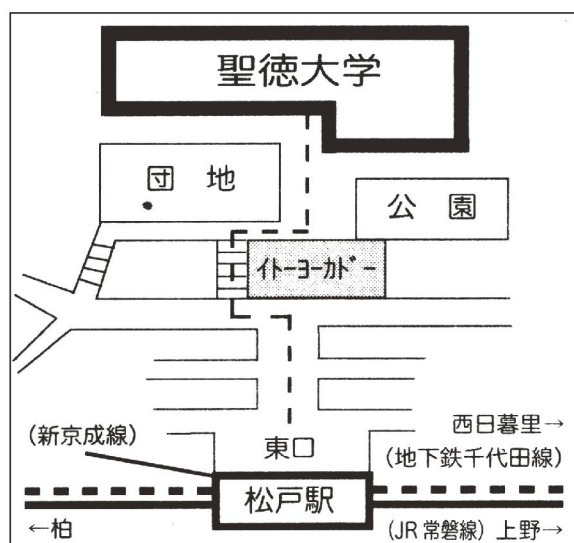 聖徳大学
団 地
公 園
ｲﾄｰﾖｰｶﾄﾞｰ
西日暮里→
(新京成線)
東口
(地下鉄千代田線)
松戸駅
←柏
(JR 常磐線) 上野→